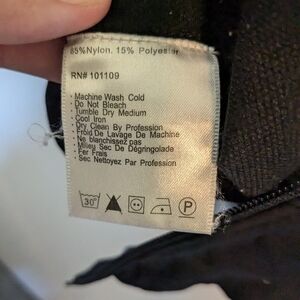 85%Nylon. 15% Polyester
RN# 101109
· Machine Wash Cold
· Do Not Bleach
· Tumble Dry Medium
· Cool Iron
· Dry Clean By Profession
· Froid De Lavage De Machine
· Ne blanchissez pas
· Milieu Sec De Dégringolade
· Fer Frais
· Sec Nettoyez Par Profession
30° P